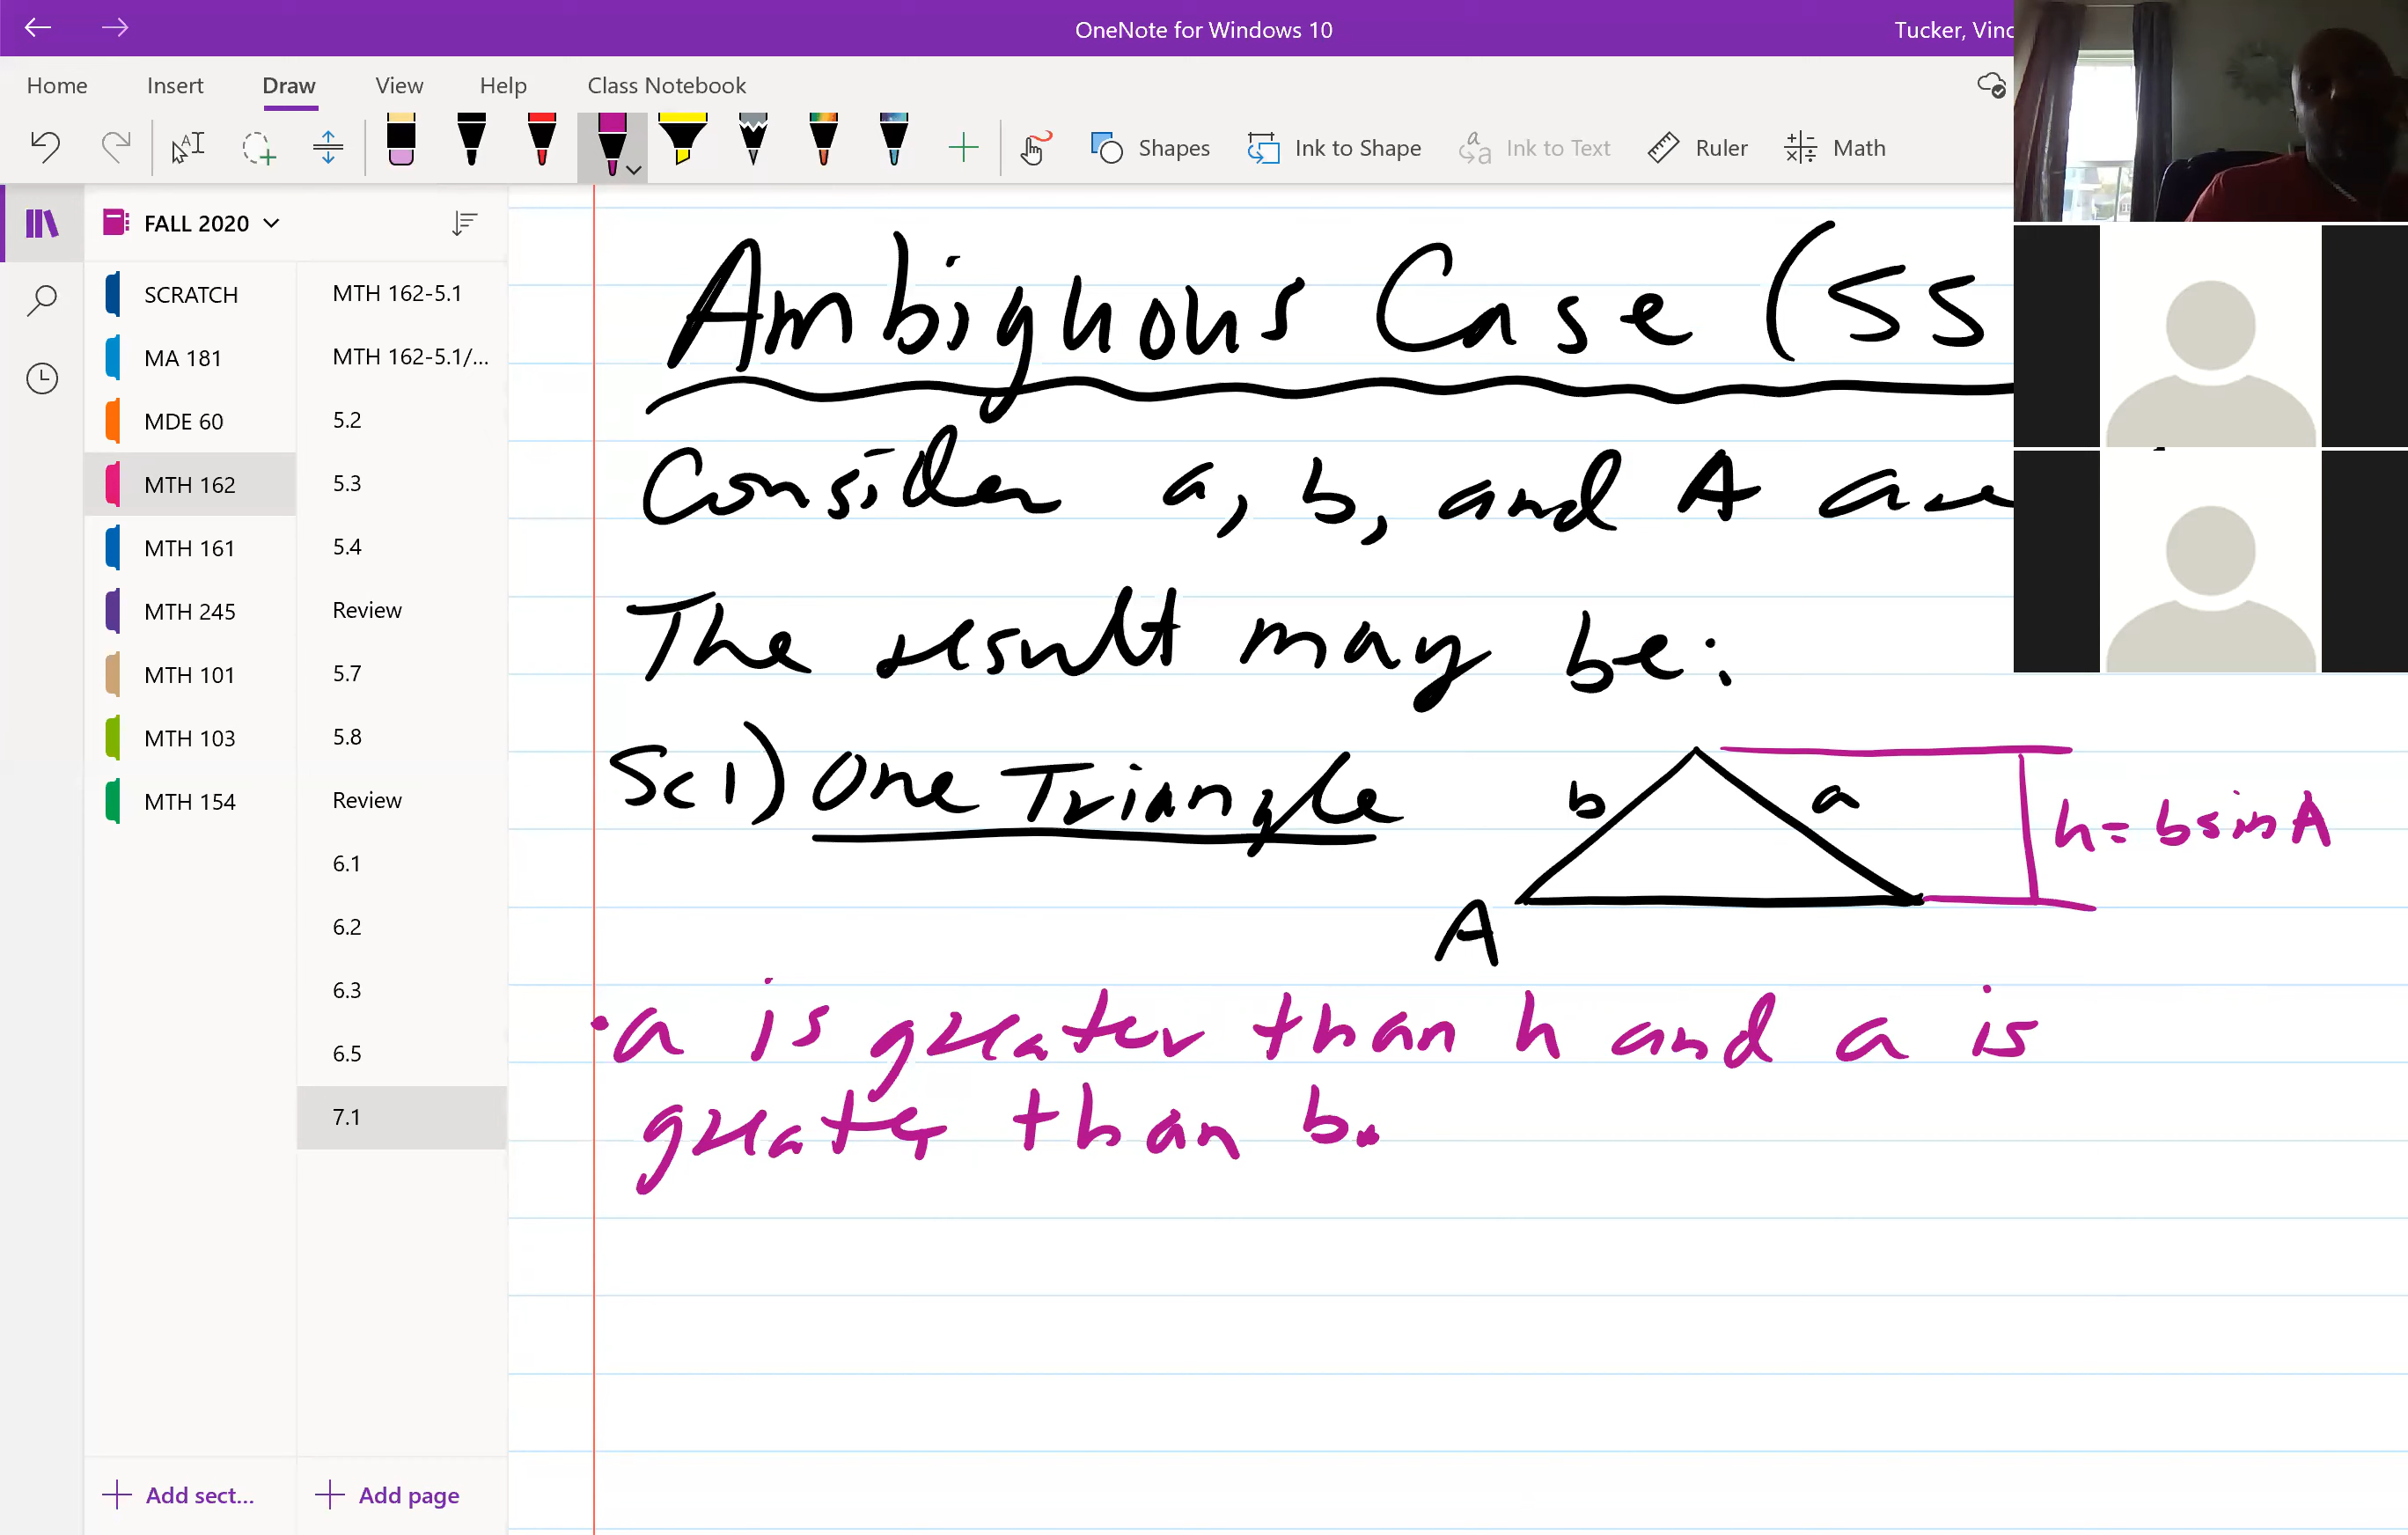 OneNote for Windows 10
Tucker, Vinc
Home Insert Draw View Help Class Notebook
Shapes Ink to Shape Ink to Text Ruler Math
FALL 2020
SCRATCH
MA 181
MDE 60
MTH 162
MTH 161
MTH 245
MTH 101
MTH 103
MTH 154
Add sect...
MTH 162-5.1
MTH 162-5.1/...
5.2
5.3
5.4
Review
5.7
5.8
Review
6.1
6.2
6.3
6.5
7.1
Add page
Ambiguous Case (SS
Consider a, b, and A are
The result may be:
Sc 1) One Triangle
b a
h = b sin A
A
• a is greater than h and a is
greater than b.